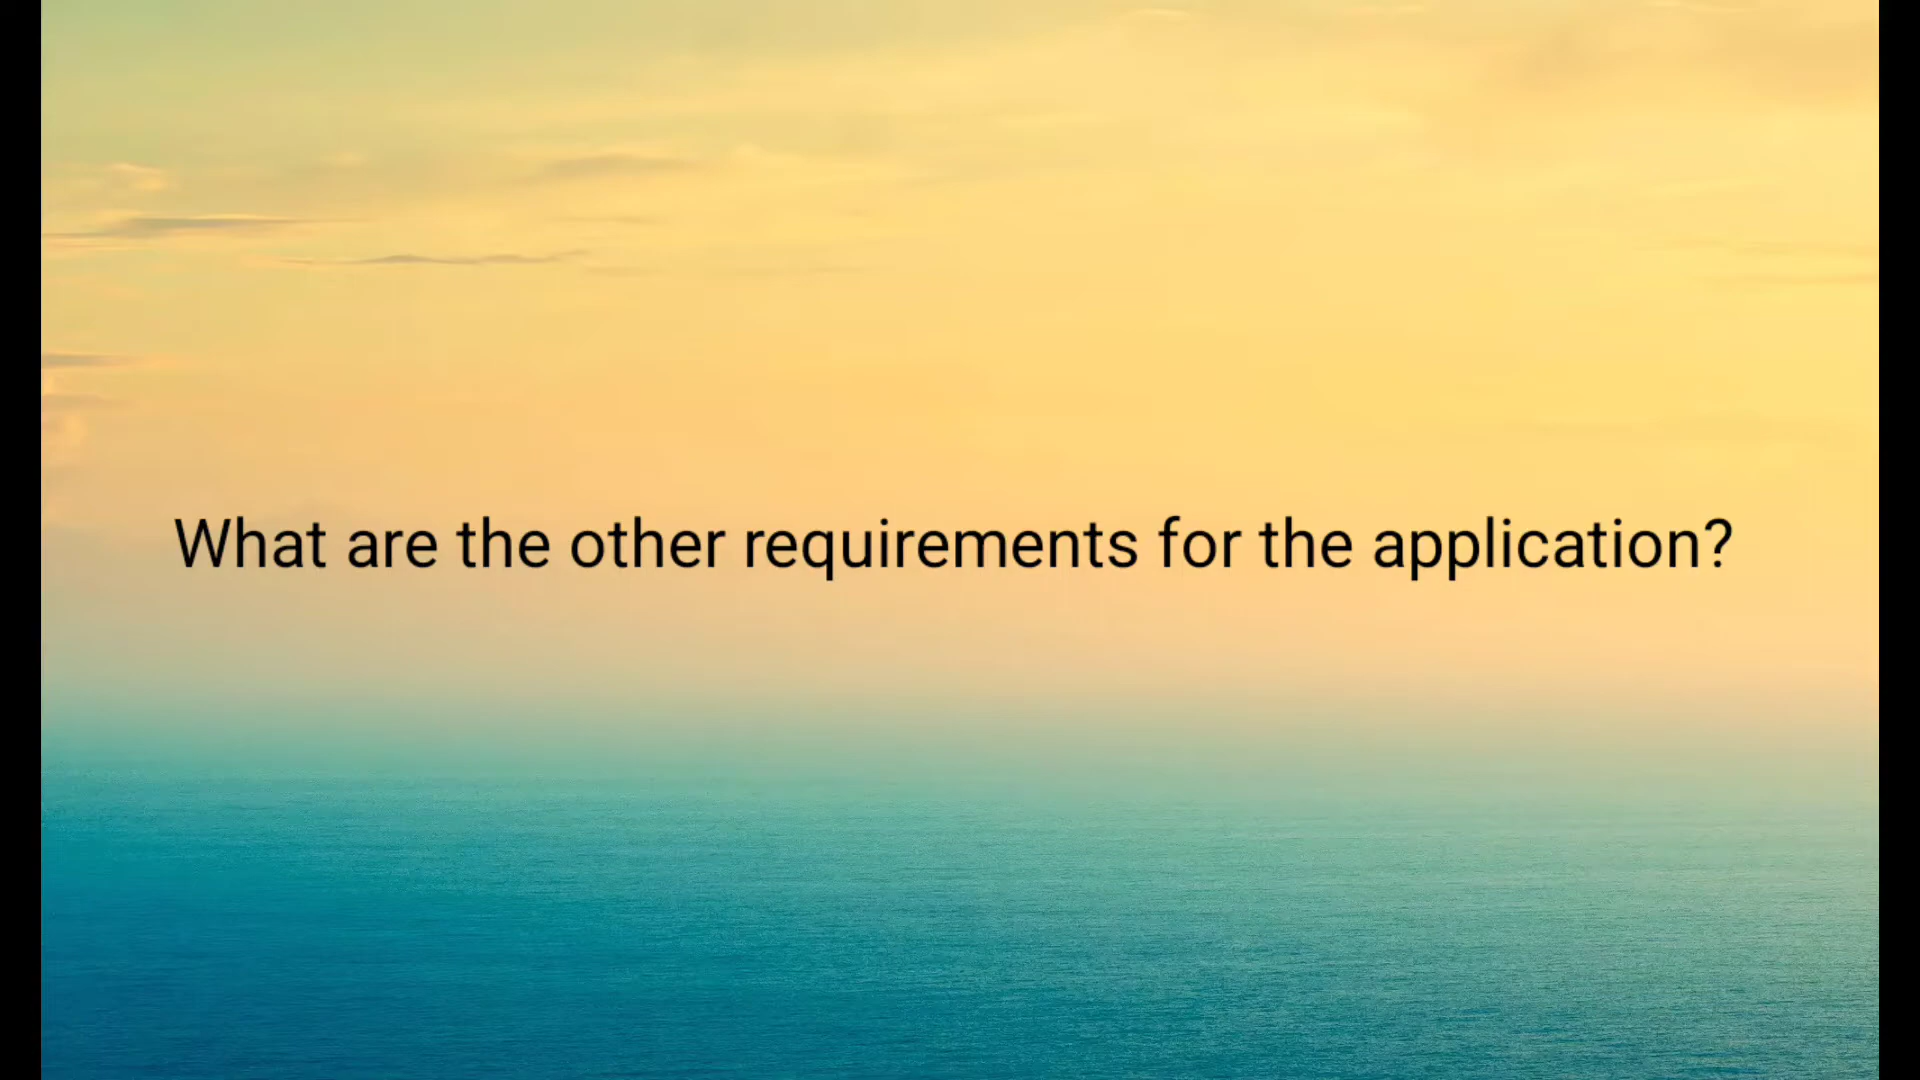 What are the other requirements for the application?